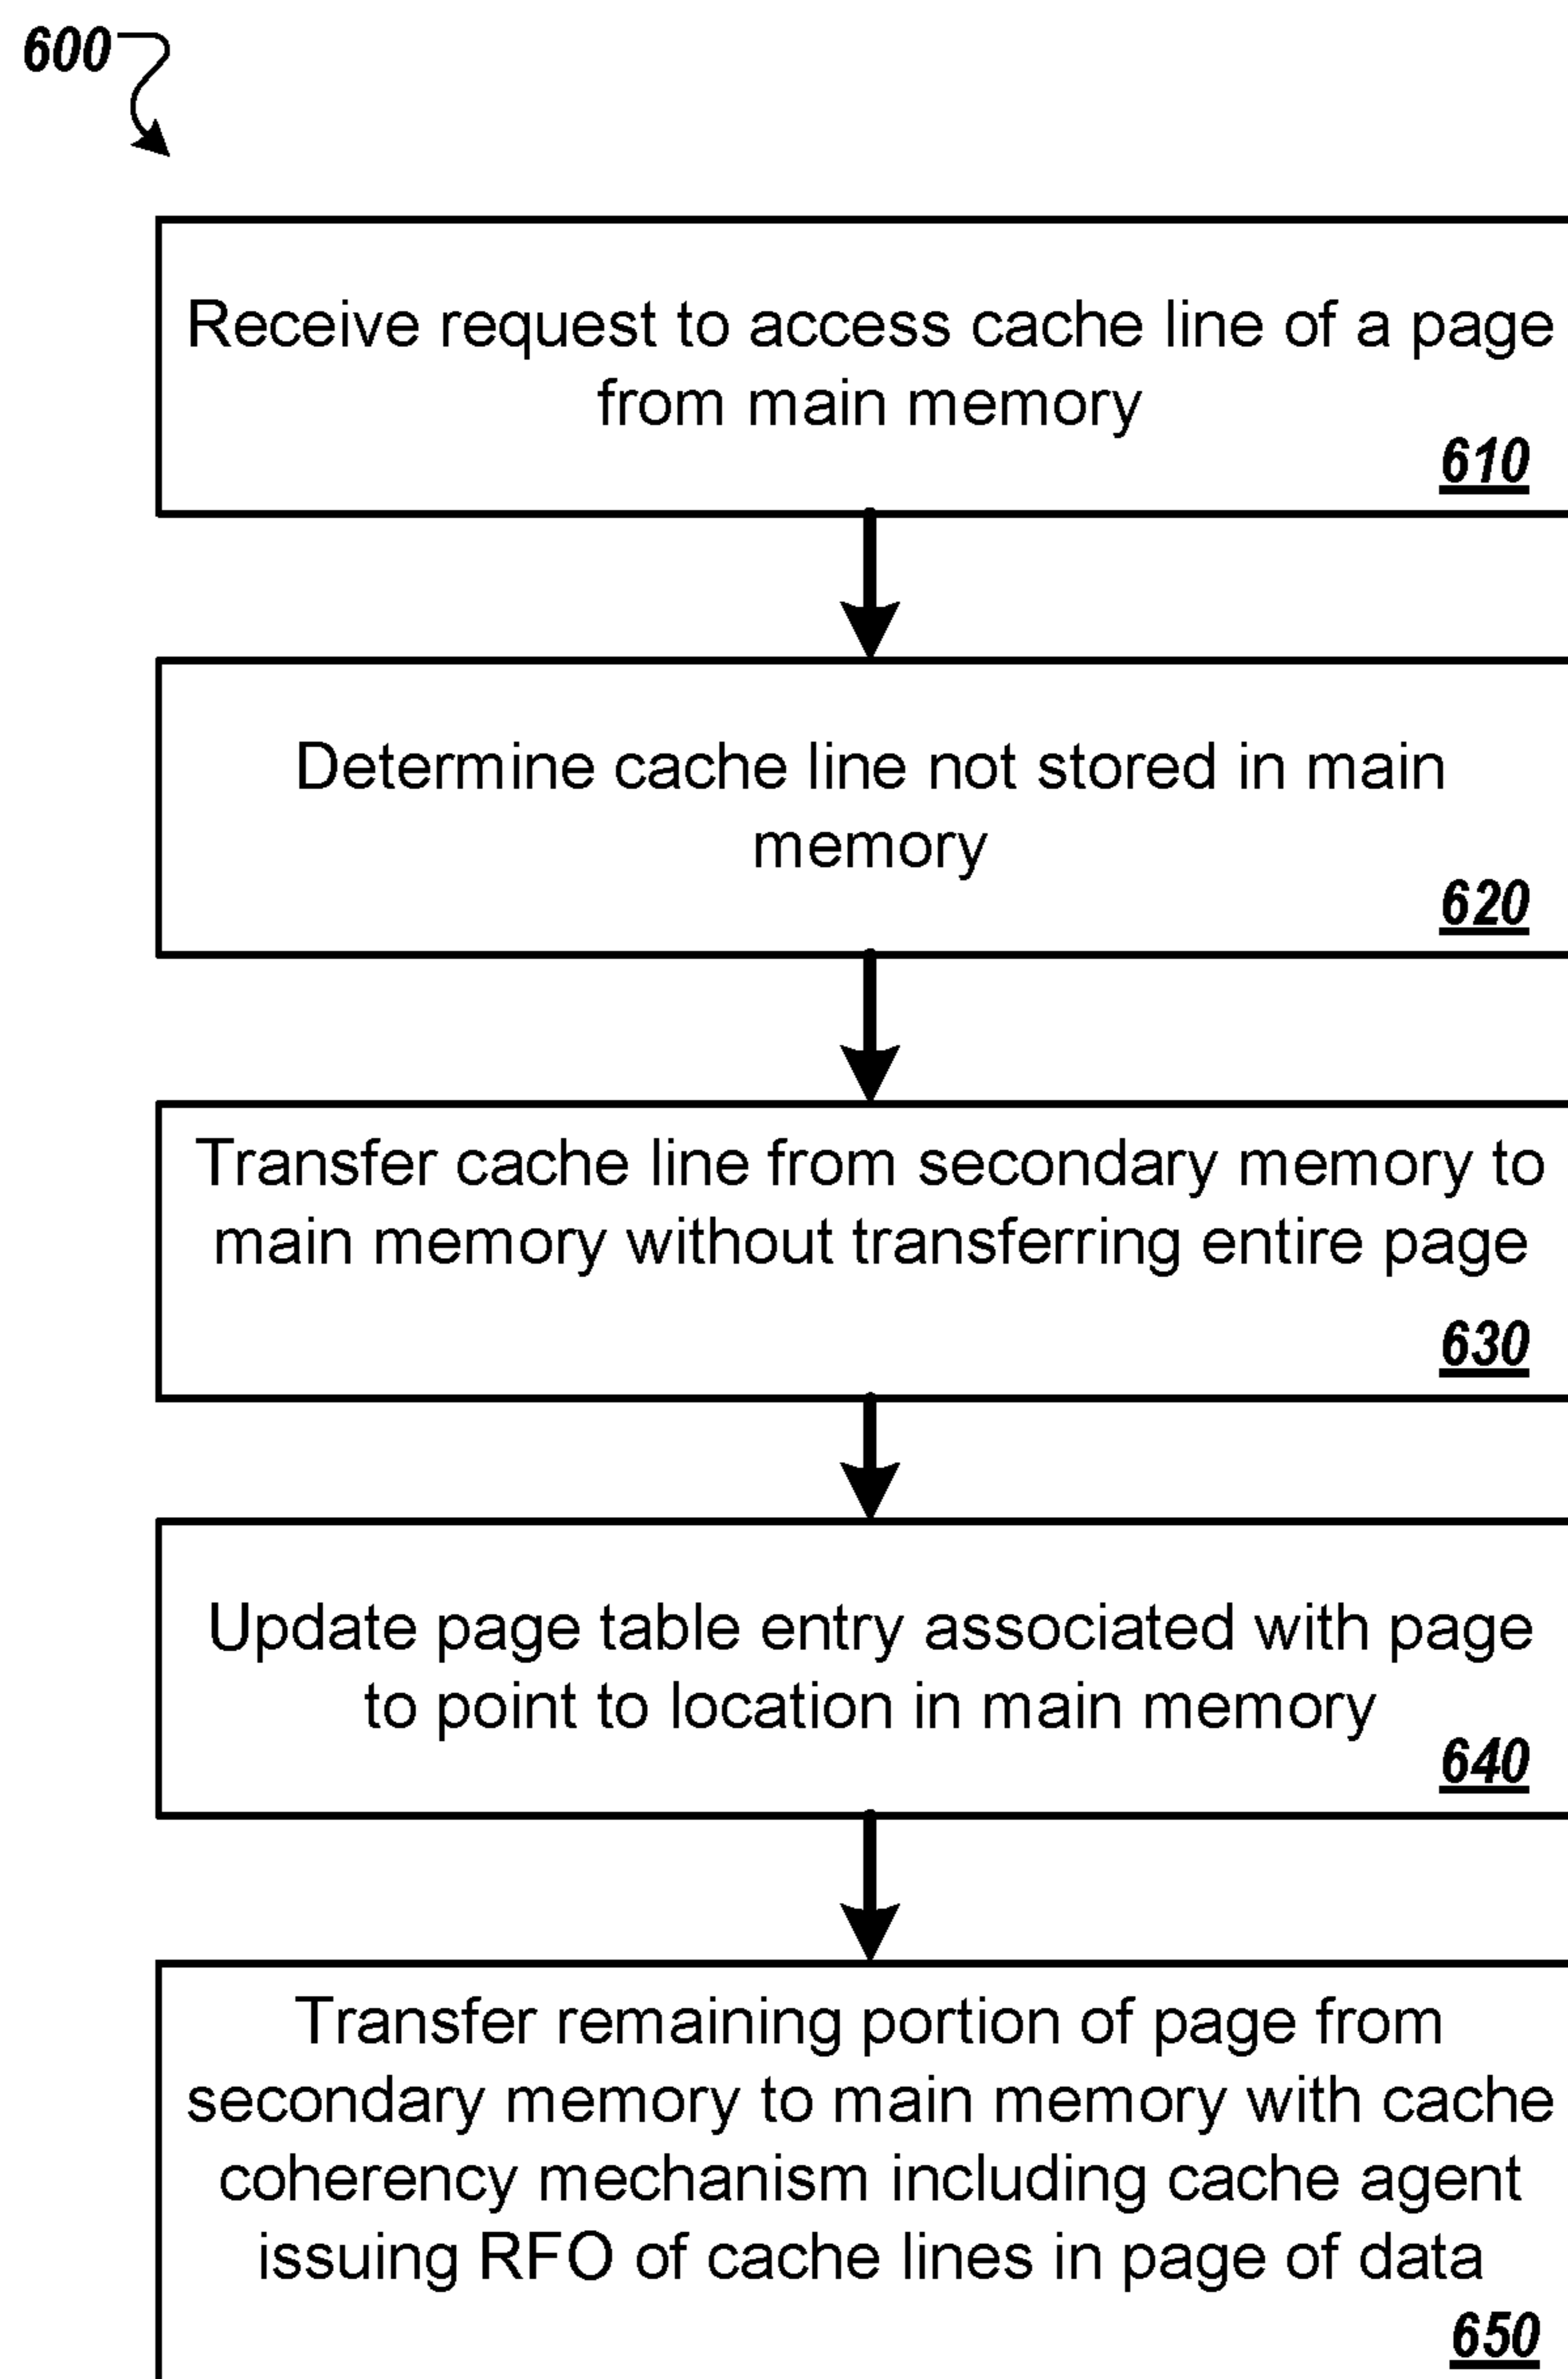 600
Receive request to access cache line of a page
from main memory
610
Determine cache line not stored in main
memory
620
Transfer cache line from secondary memory to
main memory without transferring entire page
630
Update page table entry associated with page
to point to location in main memory
640
Transfer remaining portion of page from
secondary memory to main memory with cache
coherency mechanism including cache agent
issuing RFO of cache lines in page of data
650